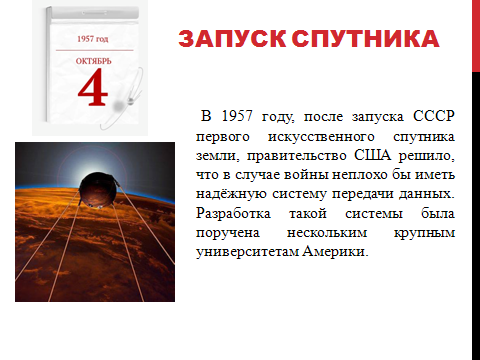 1957 год
ОКТЯБРЬ
4
ЗАПУСК СПУТНИКА
В 1957 году, после запуска СССР
первого искусственного спутника
земли, правительство США решило,
что в случае войны неплохо бы иметь
надёжную систему передачи данных.
Разработка такой системы была
поручена нескольким крупным
университетам Америки.